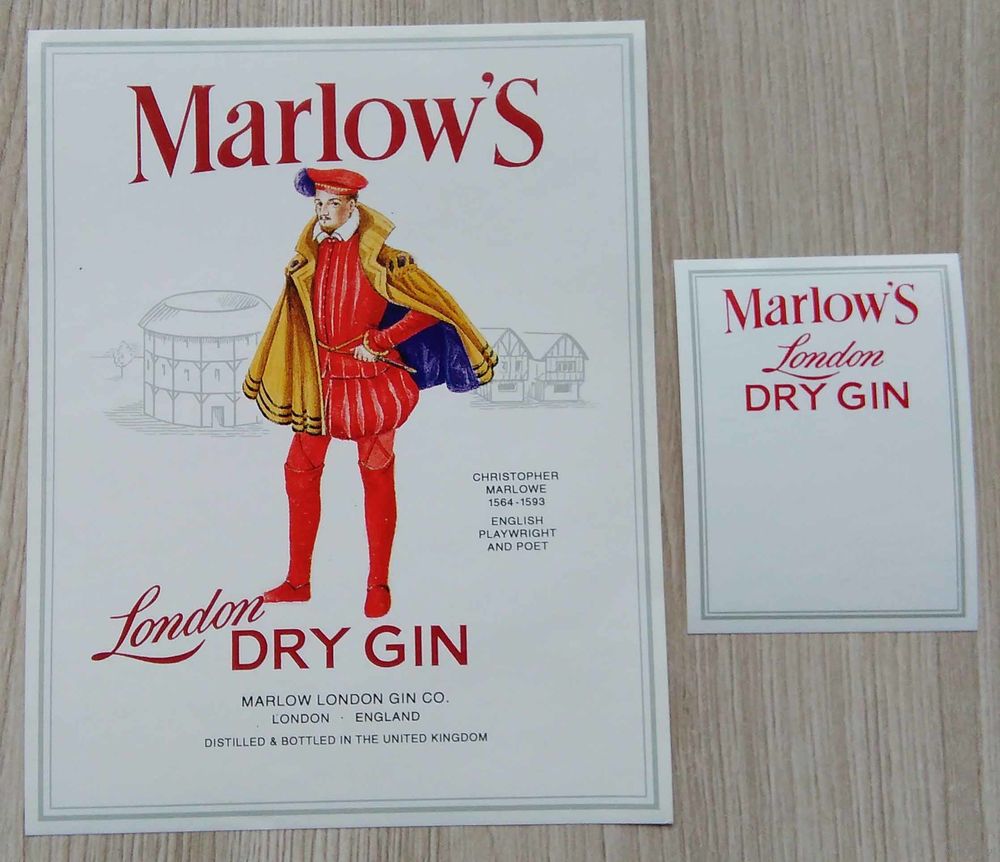 Marlow'S
CHRISTOPHER
MARLOWE
1564-1593
ENGLISH
PLAYWRIGHT
AND POET
London
DRY GIN
MARLOW LONDON GIN CO.
LONDON · ENGLAND
DISTILLED & BOTTLED IN THE UNITED KINGDOM
Marlow'S
London
DRY GIN